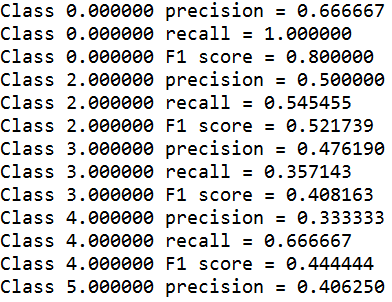 Class 0.000000 precision = 0.666667
Class 0.000000 recall = 1.000000
Class 0.000000 F1 score = 0.800000
Class 2.000000 precision = 0.500000
Class 2.000000 recall = 0.545455
Class 2.000000 F1 score = 0.521739
Class 3.000000 precision = 0.476190
Class 3.000000 recall = 0.357143
Class 3.000000 F1 score = 0.408163
Class 4.000000 precision = 0.333333
Class 4.000000 recall = 0.666667
Class 4.000000 F1 score = 0.444444
Class 5.000000 precision = 0.406250